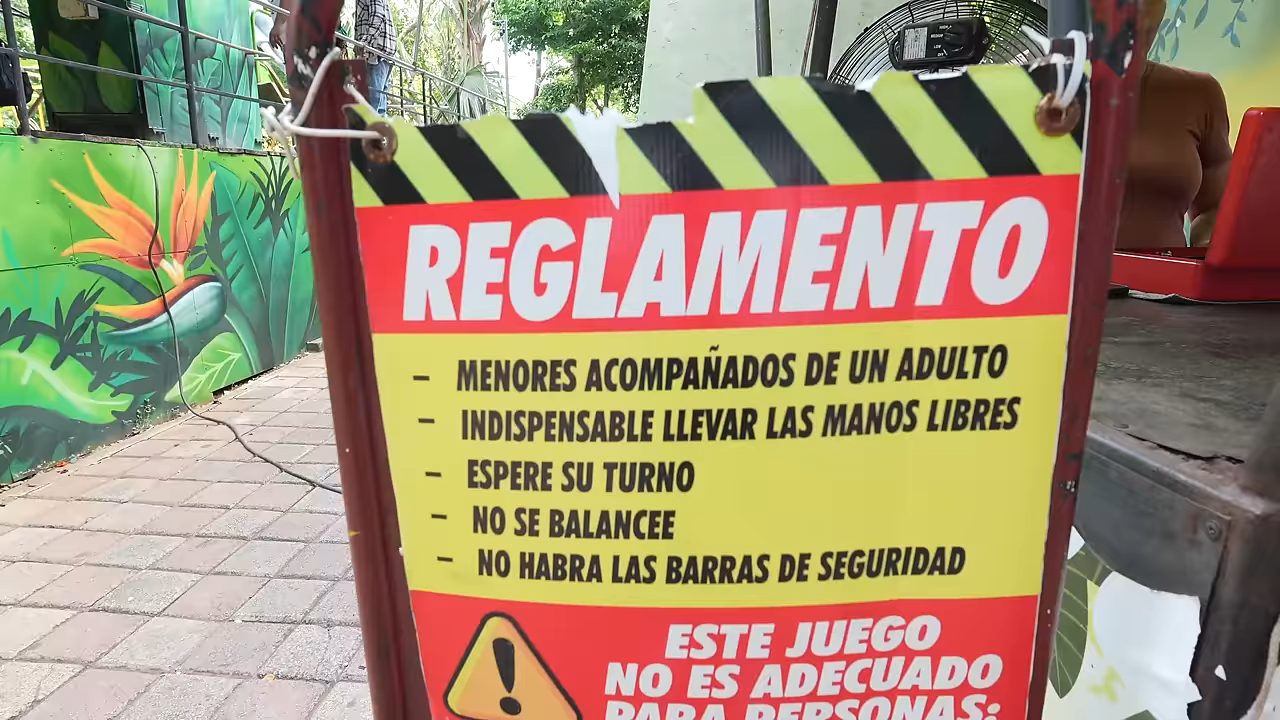 REGLAMENTO
- MENORES ACOMPAÑADOS DE UN ADULTO
- INDISPENSABLE LLEVAR LAS MANOS LIBRES
- ESPERE SU TURNO
- NO SE BALANCEE
- NO HABRA LAS BARRAS DE SEGURIDAD
ESTE JUEGO
NO ES ADECUADO
PARA PERSONAS: